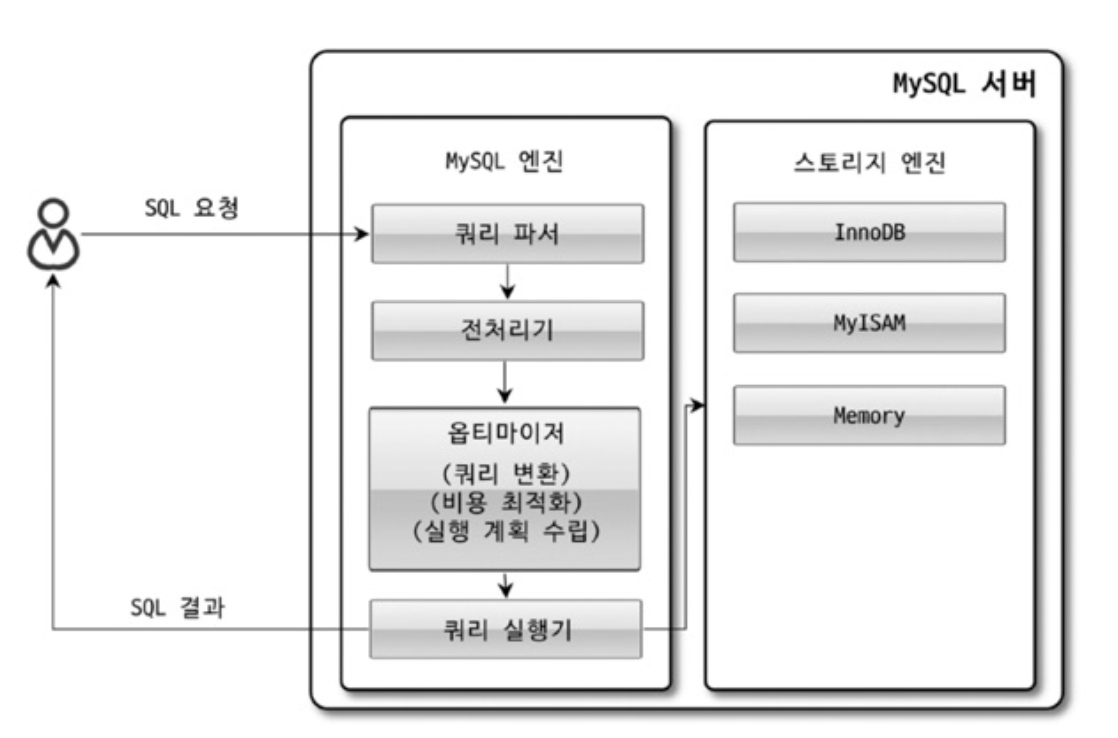 MySQL 서버
MySQL 엔진
스토리지 엔진
SQL 요청
쿼리 파서
InnoDB
전처리기
MyISAM
Memory
옵티마이저
(쿼리 변환)
(비용 최적화)
(실행 계획 수립)
SQL 결과
쿼리 실행기